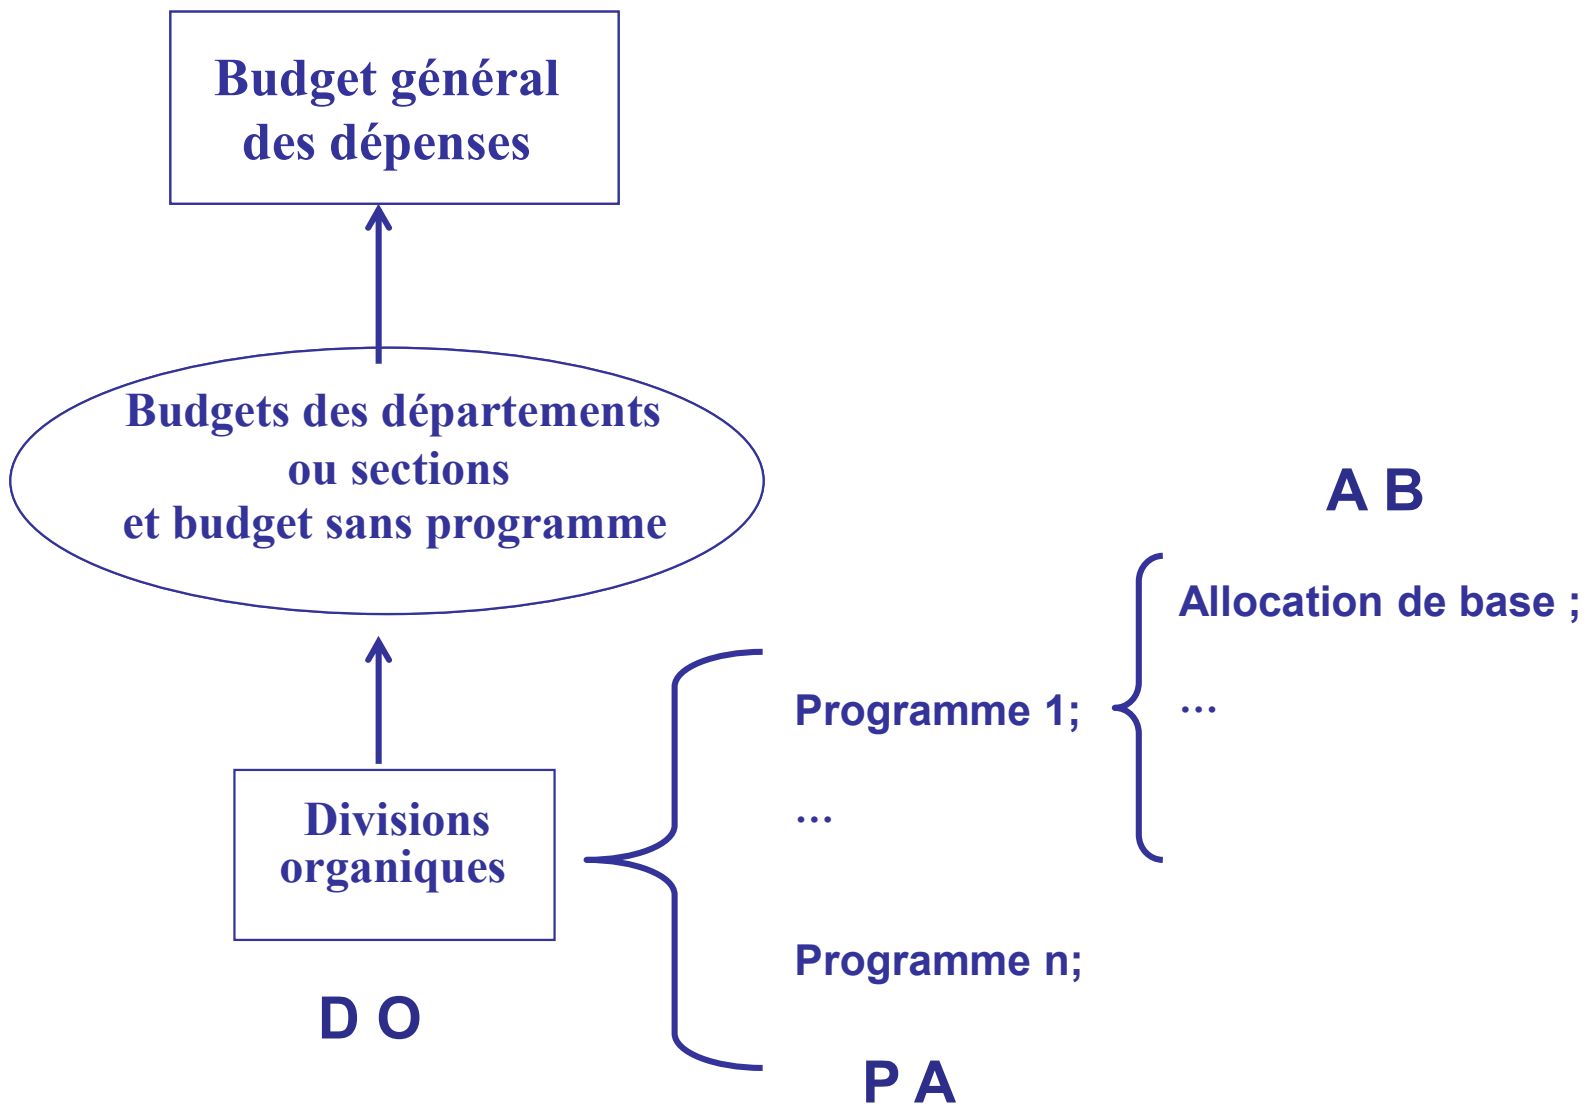 Budget général
des dépenses
Budgets des départements
ou sections
et budget sans programme
A B
Allocation de base ;
Programme 1;
…
…
Divisions
organiques
Programme n;
D O
P A